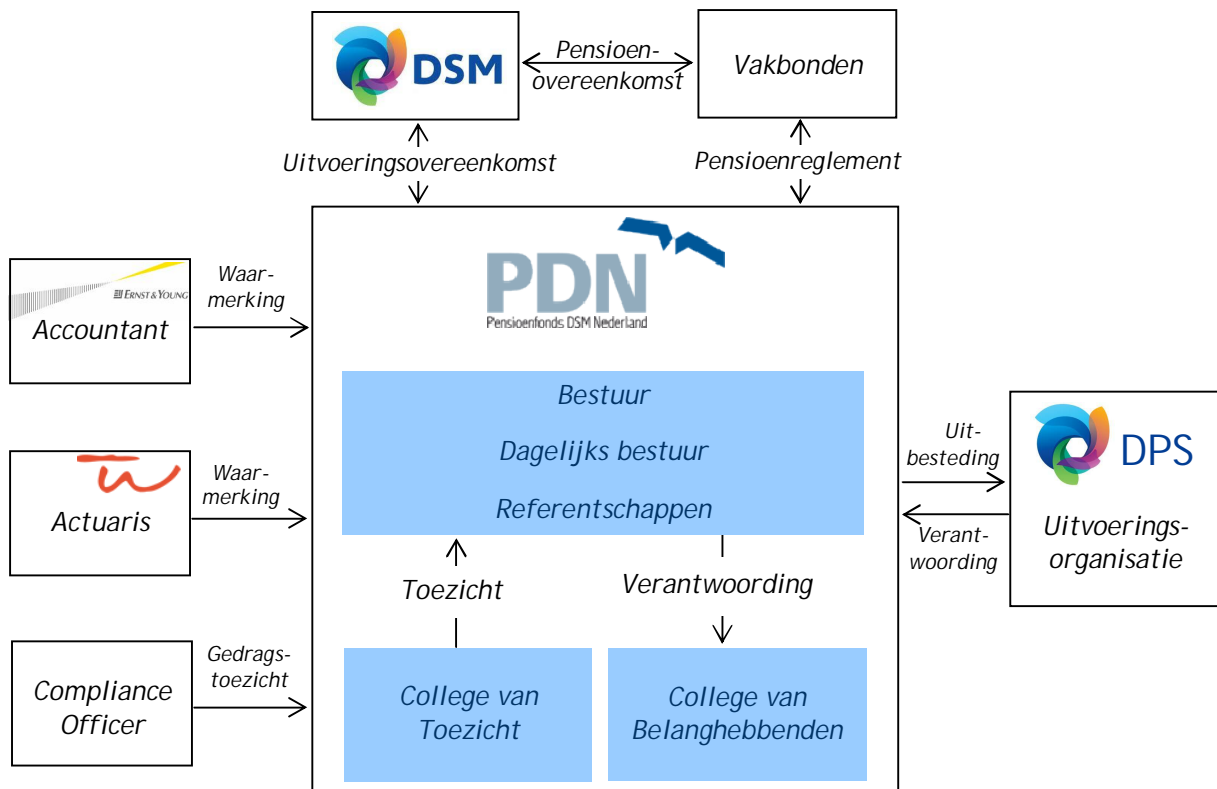 DSM
Pensioen-
overeenkomst
Vakbonden
Uitvoeringsovereenkomst
Pensioenreglement
PDN
Pensioenfonds DSM Nederland
ERNST & YOUNG
Accountant
Waar-
merking
Bestuur
Dagelijks bestuur
Referentschappen
Actuaris
Waar-
merking
Uit-
besteding
Verant-
woording
DPS
Uitvoerings-
organisatie
Toezicht
Verantwoording
Compliance
Officer
Gedrags-
toezicht
College van
Toezicht
College van
Belanghebbenden